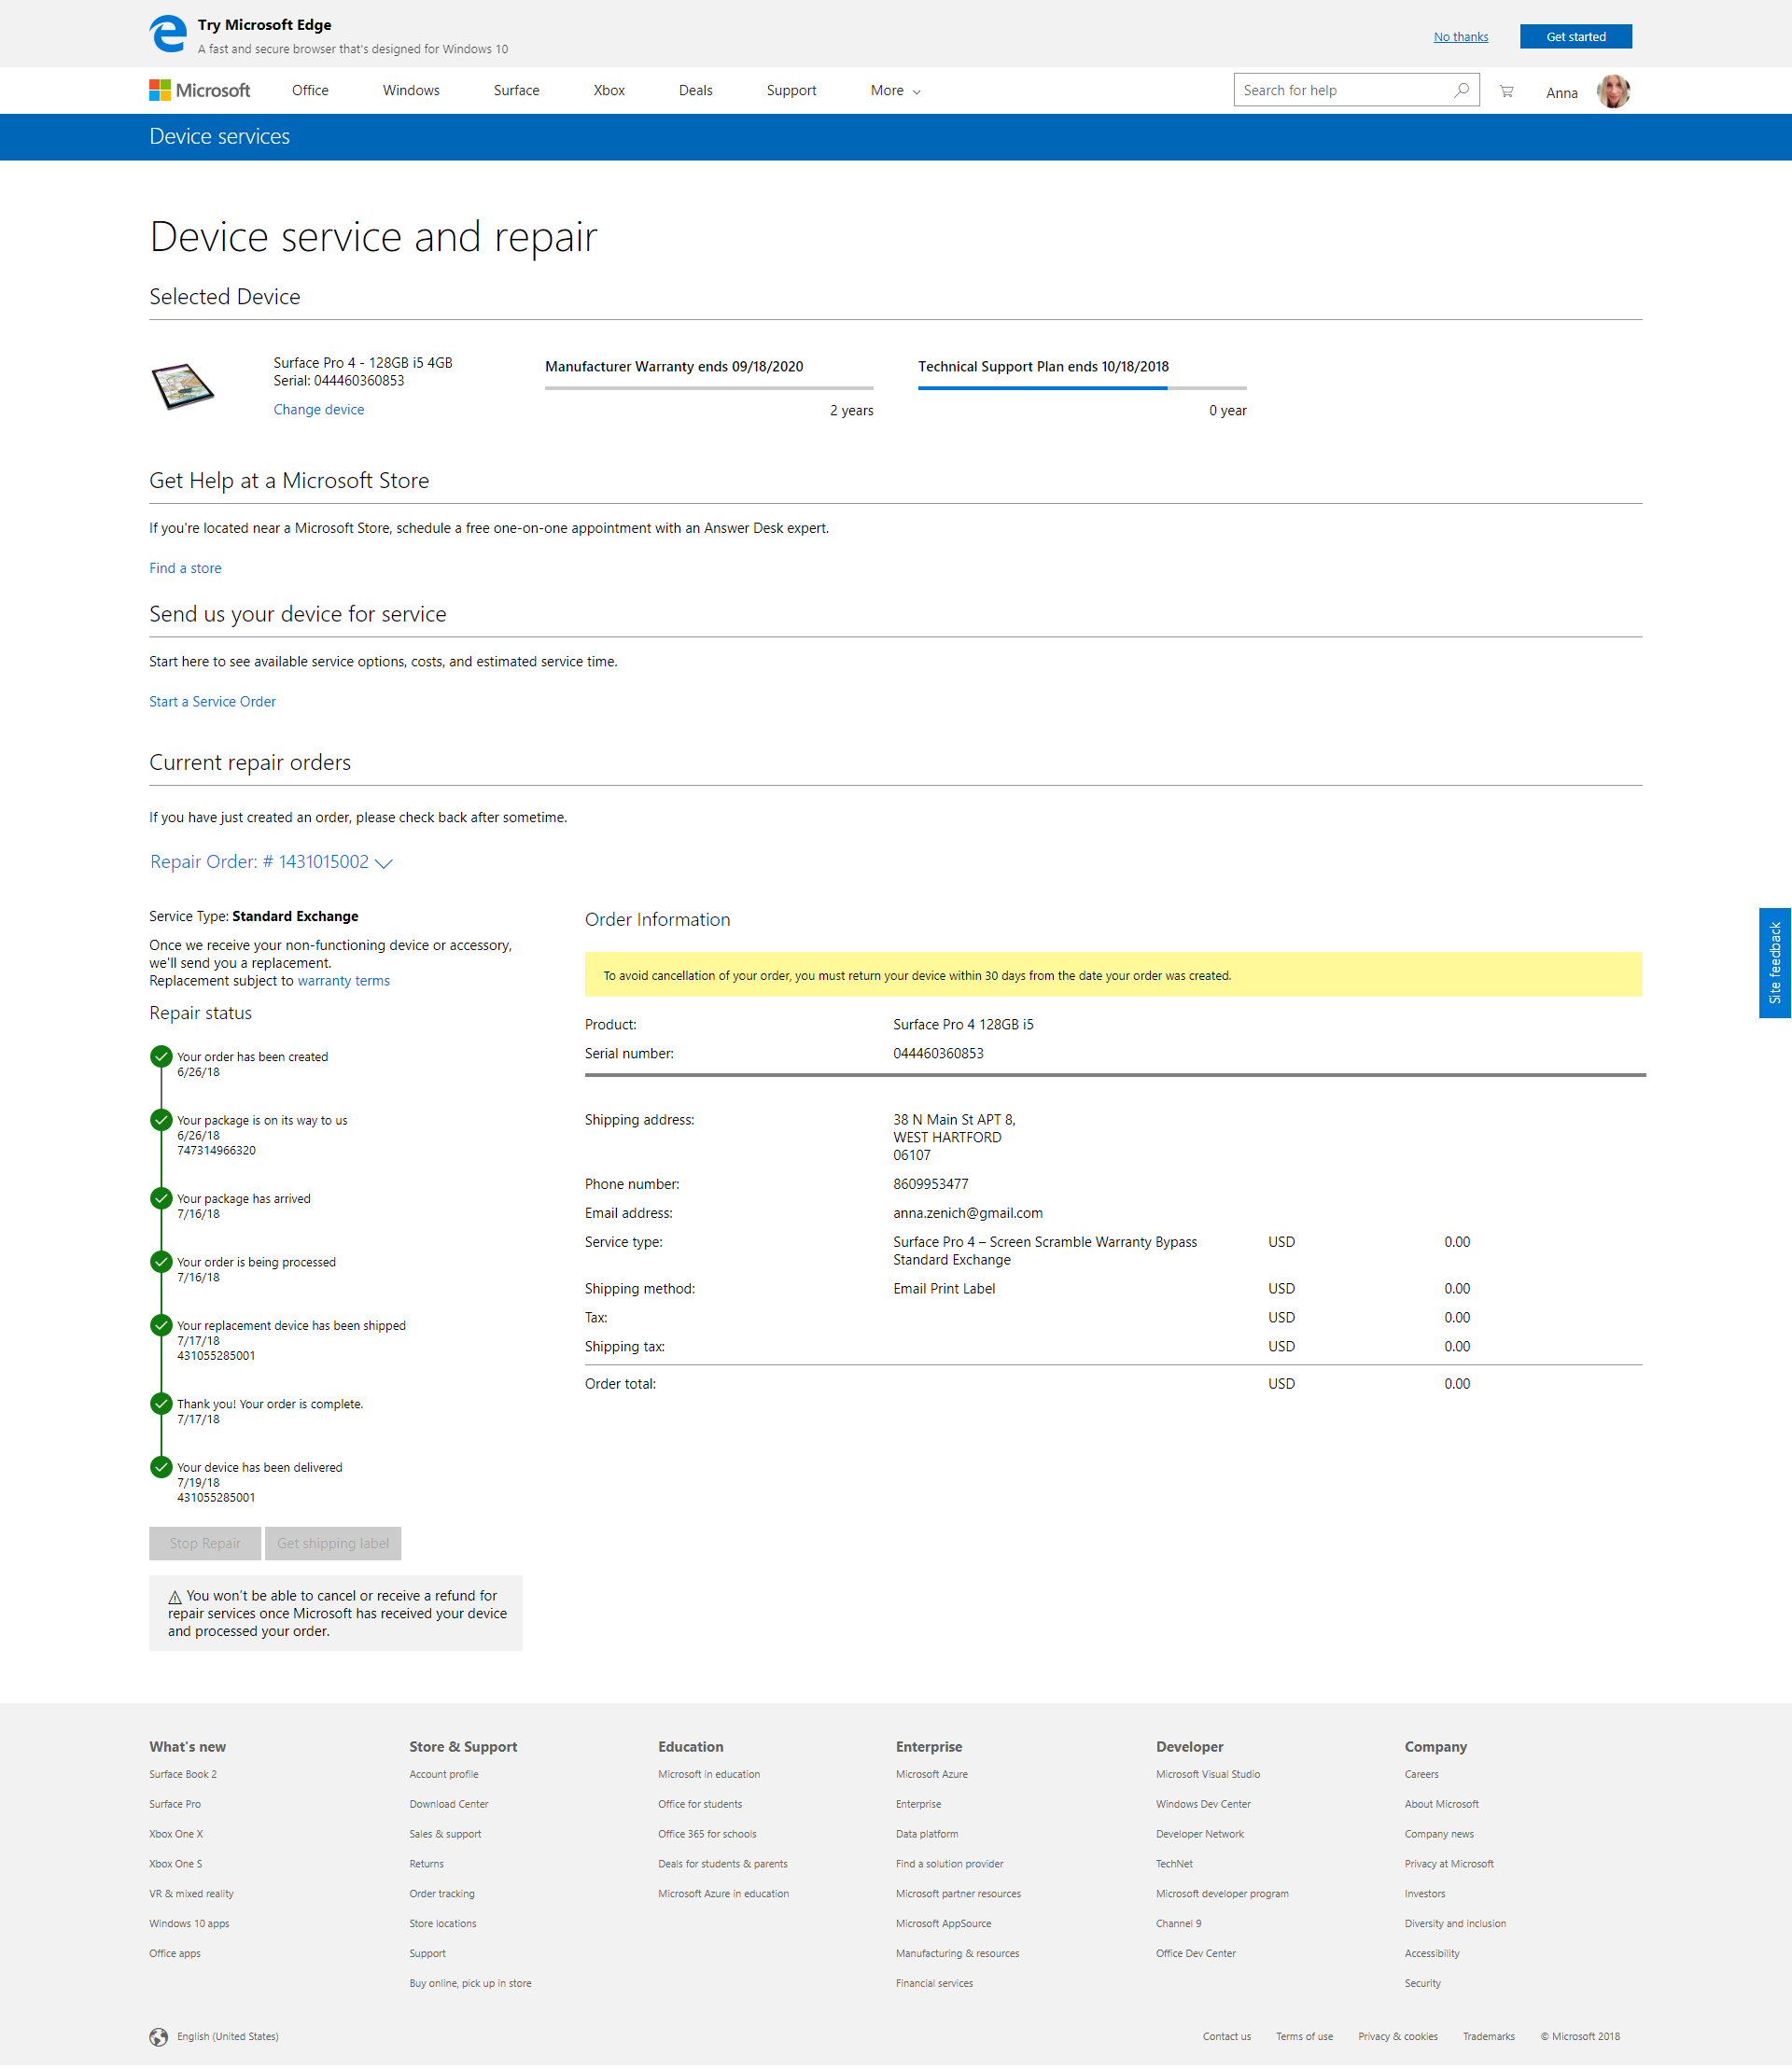 Try Microsoft Edge
A fast and secure browser that's designed for Windows 10
No thanks
Get started
Microsoft
Office
Windows
Surface
Xbox
Deals
Support
More
Search for help
Anna
Device services
Device service and repair
Selected Device
Surface Pro 4 - 128GB i5 4GB
Serial: 044460360853
Change device
Manufacturer Warranty ends 09/18/2020
2 years
Technical Support Plan ends 10/18/2018
0 year
Get Help at a Microsoft Store
If you're located near a Microsoft Store, schedule a free one-on-one appointment with an Answer Desk expert.
Find a store
Send us your device for service
Start here to see available service options, costs, and estimated service time.
Start a Service Order
Current repair orders
If you have just created an order, please check back after sometime.
Repair Order: # 1431015002
Service Type: Standard Exchange
Once we receive your non-functioning device or accessory,
we'll send you a replacement.
Replacement subject to warranty terms
Repair status
Your order has been created
6/26/18
Your package is on its way to us
6/26/18
747314966320
Your package has arrived
7/16/18
Your order is being processed
7/16/18
Your replacement device has been shipped
7/17/18
431055285001
Thank you! Your order is complete.
7/17/18
Your device has been delivered
7/19/18
431055285001
Stop Repair
Get shipping label
You won't be able to cancel or receive a refund for
repair services once Microsoft has received your device
and processed your order.
Order Information
To avoid cancellation of your order, you must return your device within 30 days from the date your order was created.
Product: Surface Pro 4 128GB i5
Serial number: 044460360853
Shipping address: 38 N Main St APT 8,
WEST HARTFORD
06107
Phone number: 8609953477
Email address: anna.zenich@gmail.com
Service type: Surface Pro 4 – Screen Scramble Warranty Bypass USD 0.00
Standard Exchange
Shipping method: Email Print Label USD 0.00
Tax: USD 0.00
Shipping tax: USD 0.00
Order total: USD 0.00
Site feedback
What's new
Surface Book 2
Surface Pro
Xbox One X
Xbox One S
VR & mixed reality
Windows 10 apps
Office apps
Store & Support
Account profile
Download Center
Sales & support
Returns
Order tracking
Store locations
Support
Buy online, pick up in store
Education
Microsoft in education
Office for students
Office 365 for schools
Deals for students & parents
Microsoft Azure in education
Enterprise
Microsoft Azure
Enterprise
Data platform
Find a solution provider
Microsoft partner resources
Microsoft AppSource
Manufacturing & resources
Financial services
Developer
Microsoft Visual Studio
Windows Dev Center
Developer Network
TechNet
Microsoft developer program
Channel 9
Office Dev Center
Company
Careers
About Microsoft
Company news
Privacy at Microsoft
Investors
Diversity and inclusion
Accessibility
Security
English (United States)
Contact us
Terms of use
Privacy & cookies
Trademarks
© Microsoft 2018